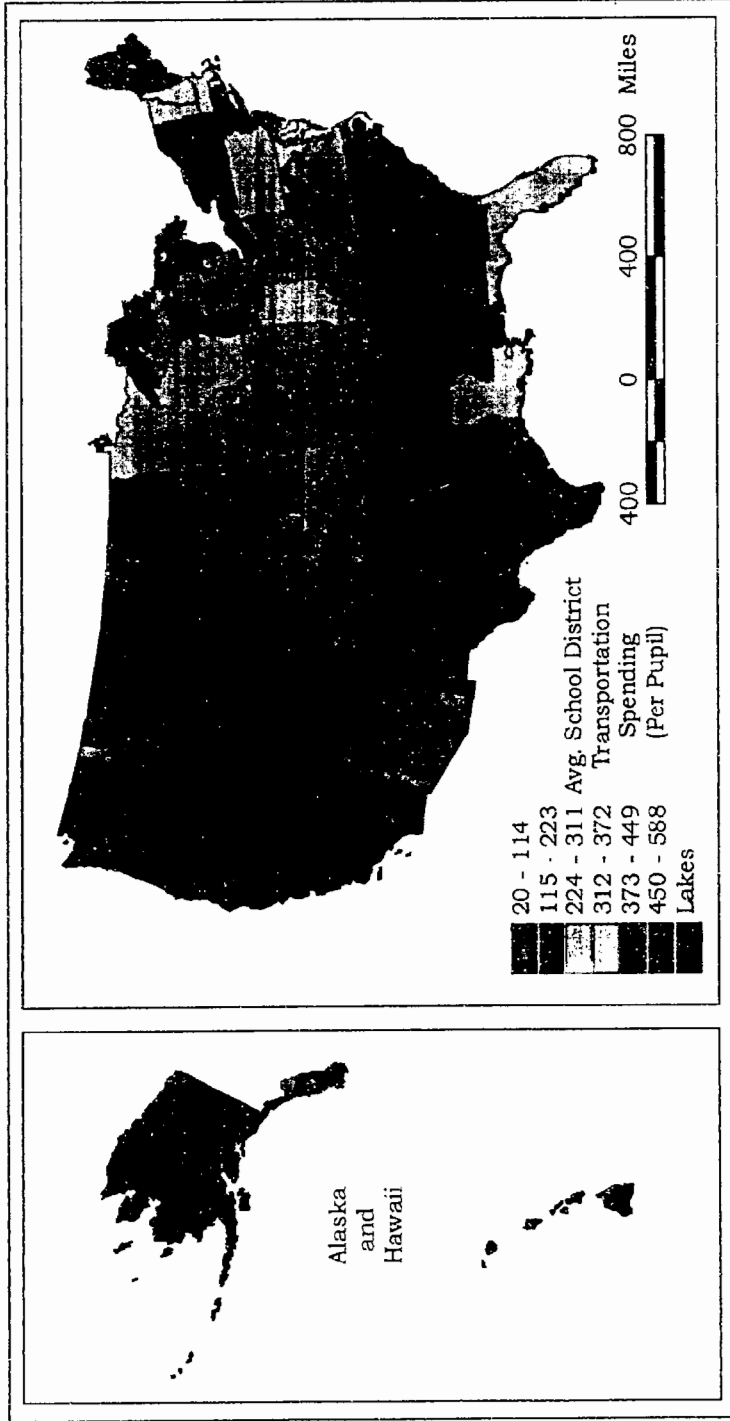 Alaska
and
Hawaii
20 - 114
115 - 223
224 - 311
312 - 372
373 - 449
450 - 588
Lakes
Avg. School District
Transportation
Spending
(Per Pupil)
400 0 400 800 Miles